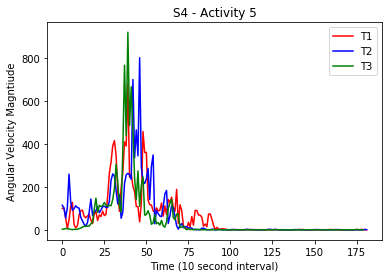 S4 - Activity 5
T1
T2
T3
Angular Velocity Magntiude
800
600
400
200
0
0
25
50
75
100
125
150
175
Time (10 second interval)